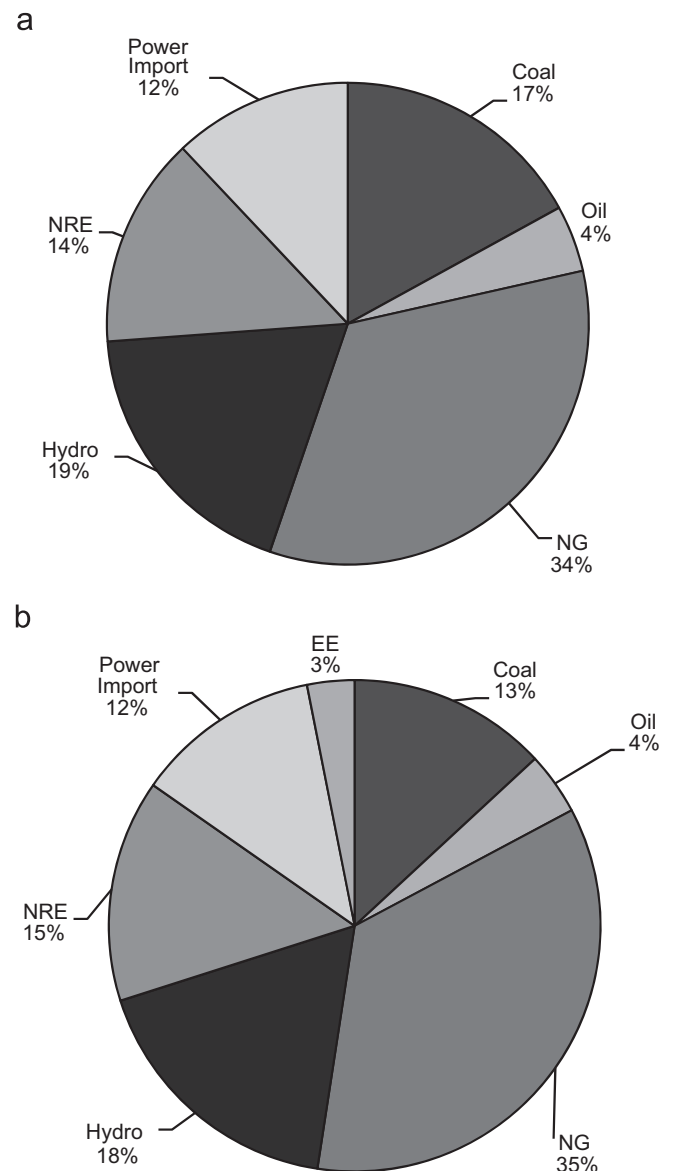 a
Power
Import
12%
Coal
17%
Oil
4%
NRE
14%
Hydro
19%
NG
34%
b
EE
3%
Power
Import
12%
Coal
13%
Oil
4%
NRE
15%
Hydro
18%
NG
35%